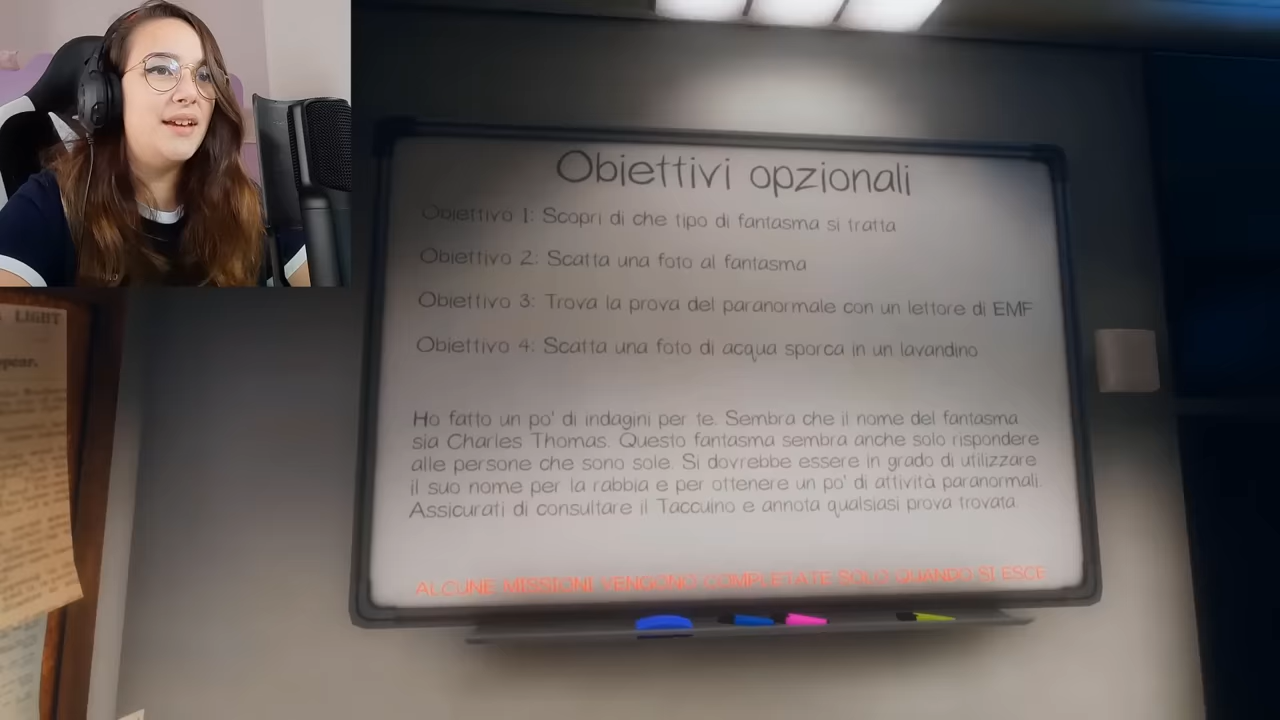 Obiettivi opzionali
Obiettivo 1: Scopri di che tipo di fantasma si tratta
Obiettivo 2: Scatta una foto al fantasma
Obiettivo 3: Trova la prova del paranormale con un lettore di EMF
Obiettivo 4: Scatta una foto di acqua sporca in un lavandino
Ho fatto un po' di indagini per te. Sembra che il nome del fantasma
sia Charles Thomas. Questo fantasma sembra anche solo rispondere
alle persone che sono sole. Si dovrebbe essere in grado di utilizzare
il suo nome per la rabbia e per ottenere un po' di attività paranormali.
Assicurati di consultare il Taccuino e annota qualsiasi prova trovata.
ALCUNE MISSIONI VENGONO COMPLETATE SOLO QUANDO SI ESCE
LIGHT